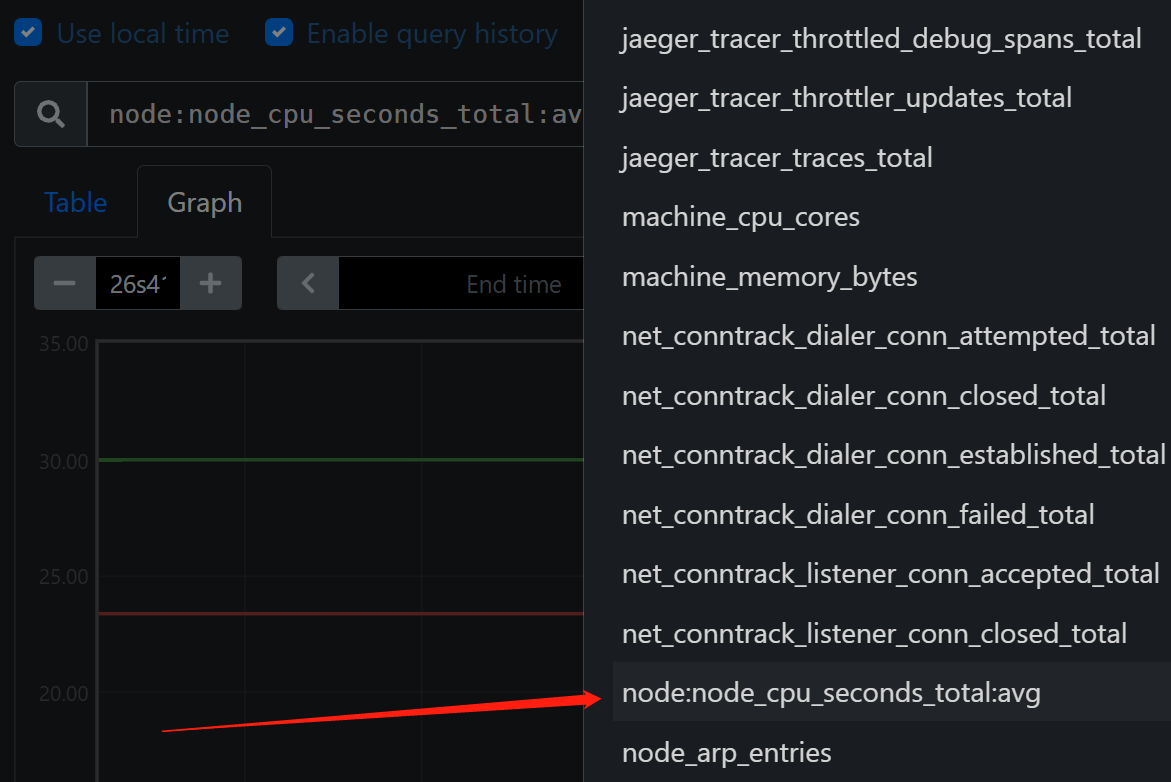 Use local time
Enable query history
node:node_cpu_seconds_total:av
Table
Graph
26s4
End time
35.00
30.00
25.00
20.00
jaeger_tracer_throttled_debug_spans_total
jaeger_tracer_throttler_updates_total
jaeger_tracer_traces_total
machine_cpu_cores
machine_memory_bytes
net_conntrack_dialer_conn_attempted_total
net_conntrack_dialer_conn_closed_total
net_conntrack_dialer_conn_established_total
net_conntrack_dialer_conn_failed_total
net_conntrack_listener_conn_accepted_total
net_conntrack_listener_conn_closed_total
node:node_cpu_seconds_total:avg
node_arp_entries